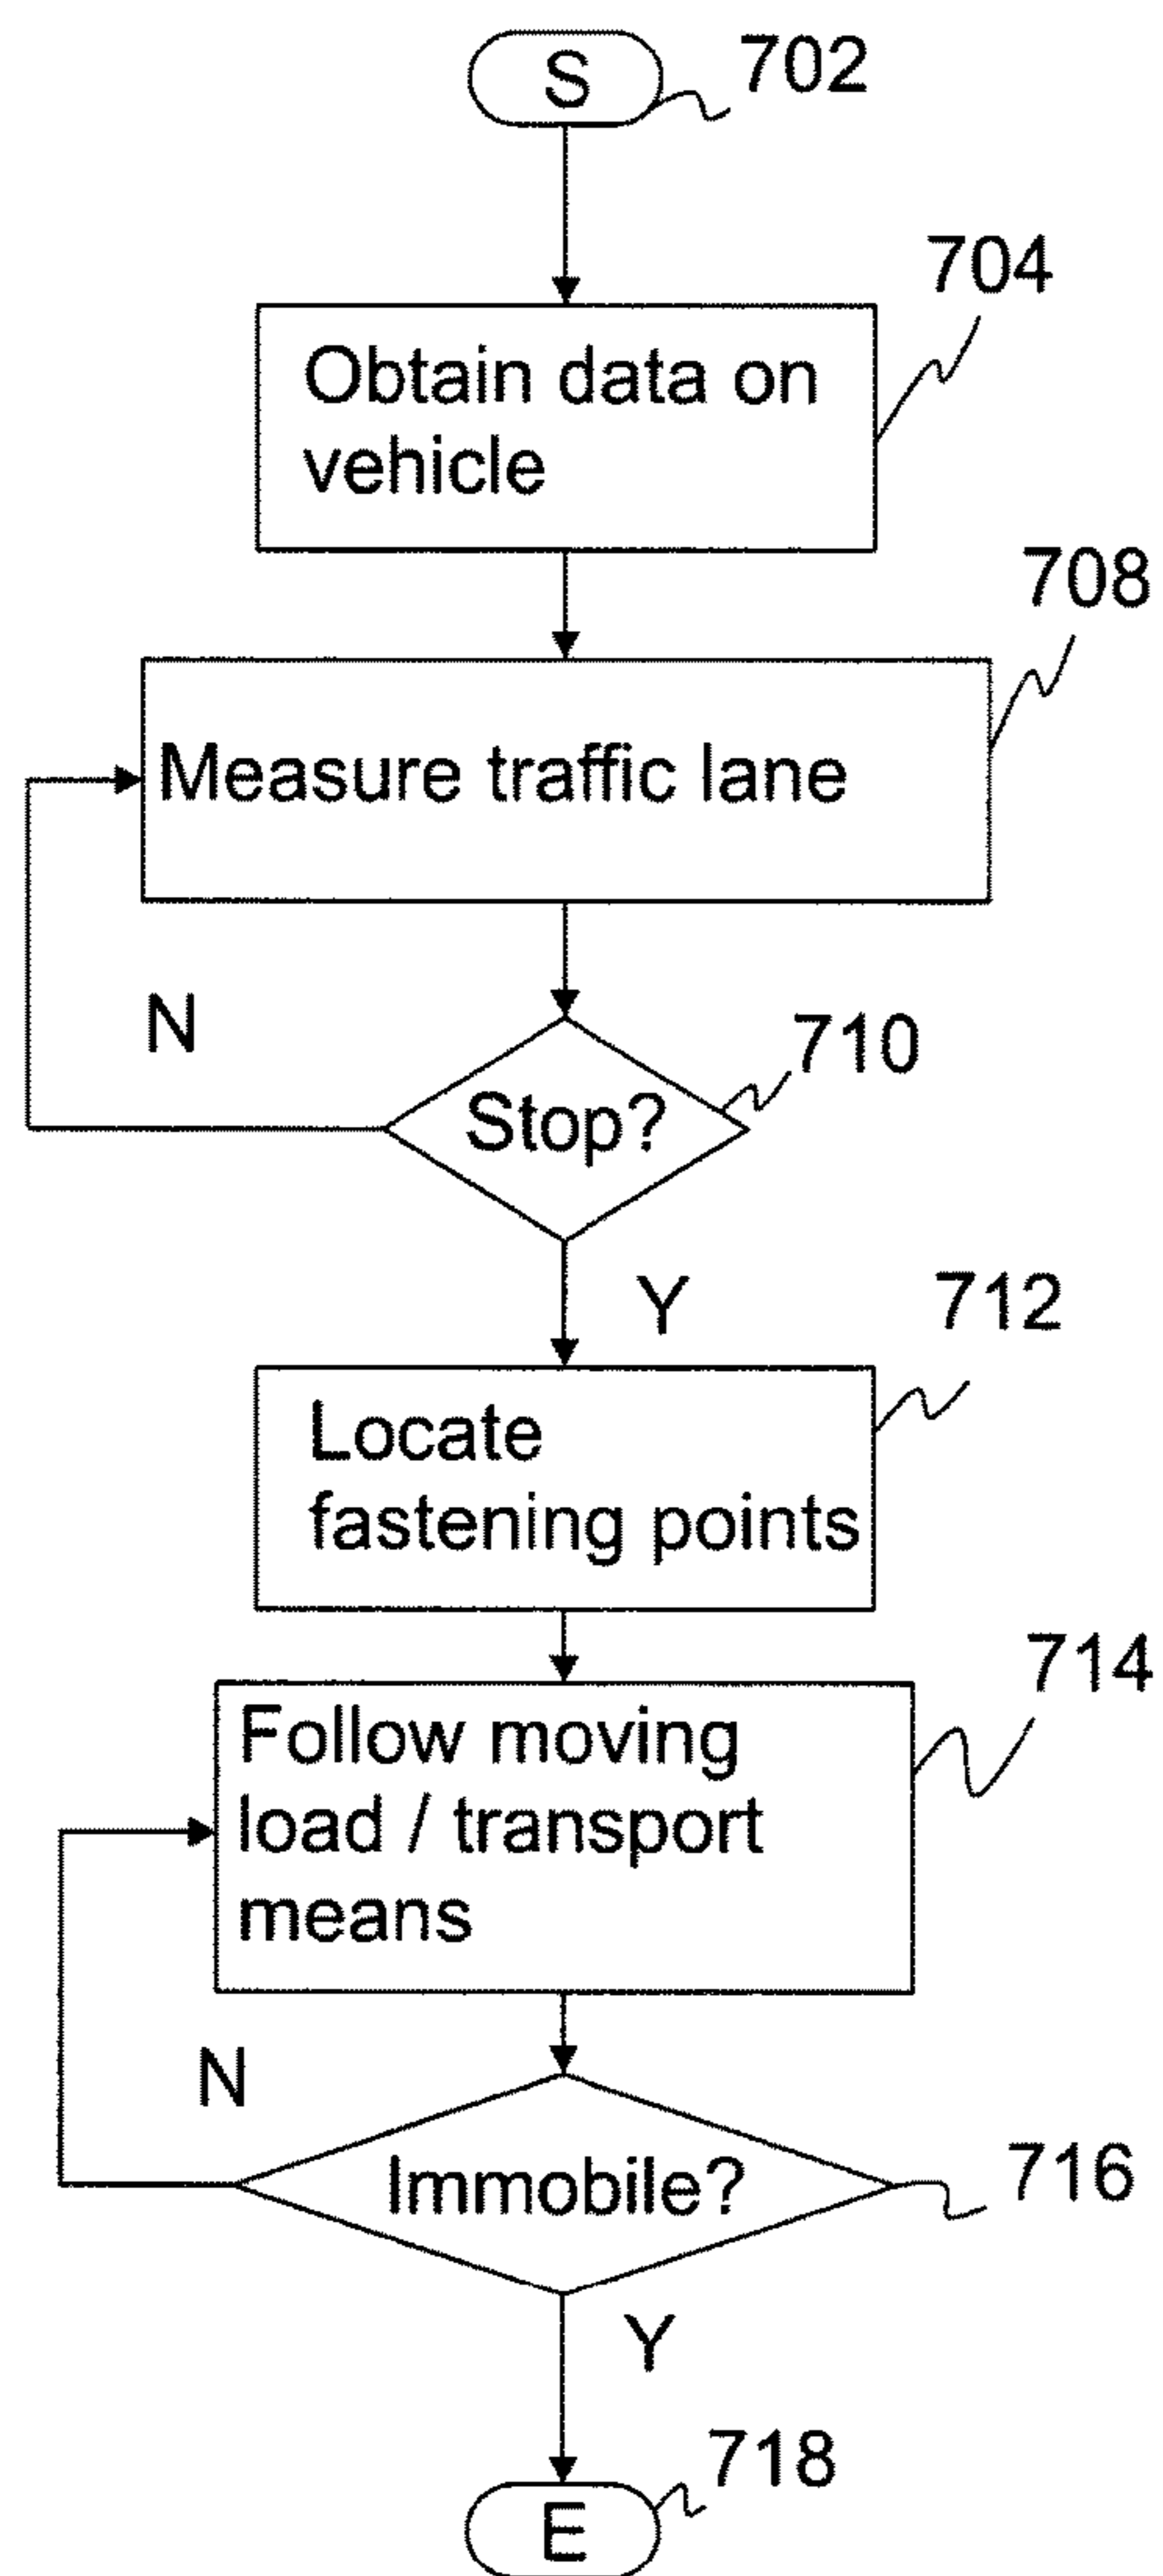 S
702
704
Obtain data on
vehicle
708
Measure traffic lane
N
710
Stop?
Y
712
Locate
fastening points
714
Follow moving
load / transport
means
N
716
Immobile?
Y
718
E